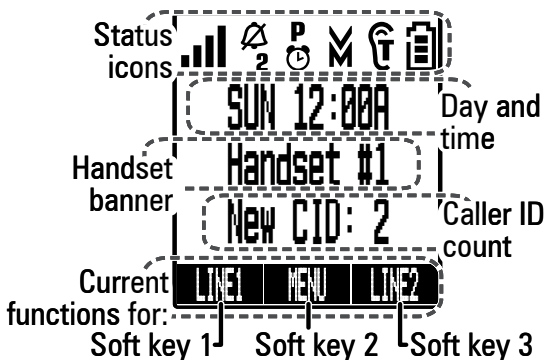 Status
icons
2
P
T
SUN 12:00A
Day and
time
Handset #1
Handset
banner
New CID: 2
Caller ID
count
Current
functions for:
LINE1 MENU LINE2
Soft key 1 Soft key 2 Soft key 3